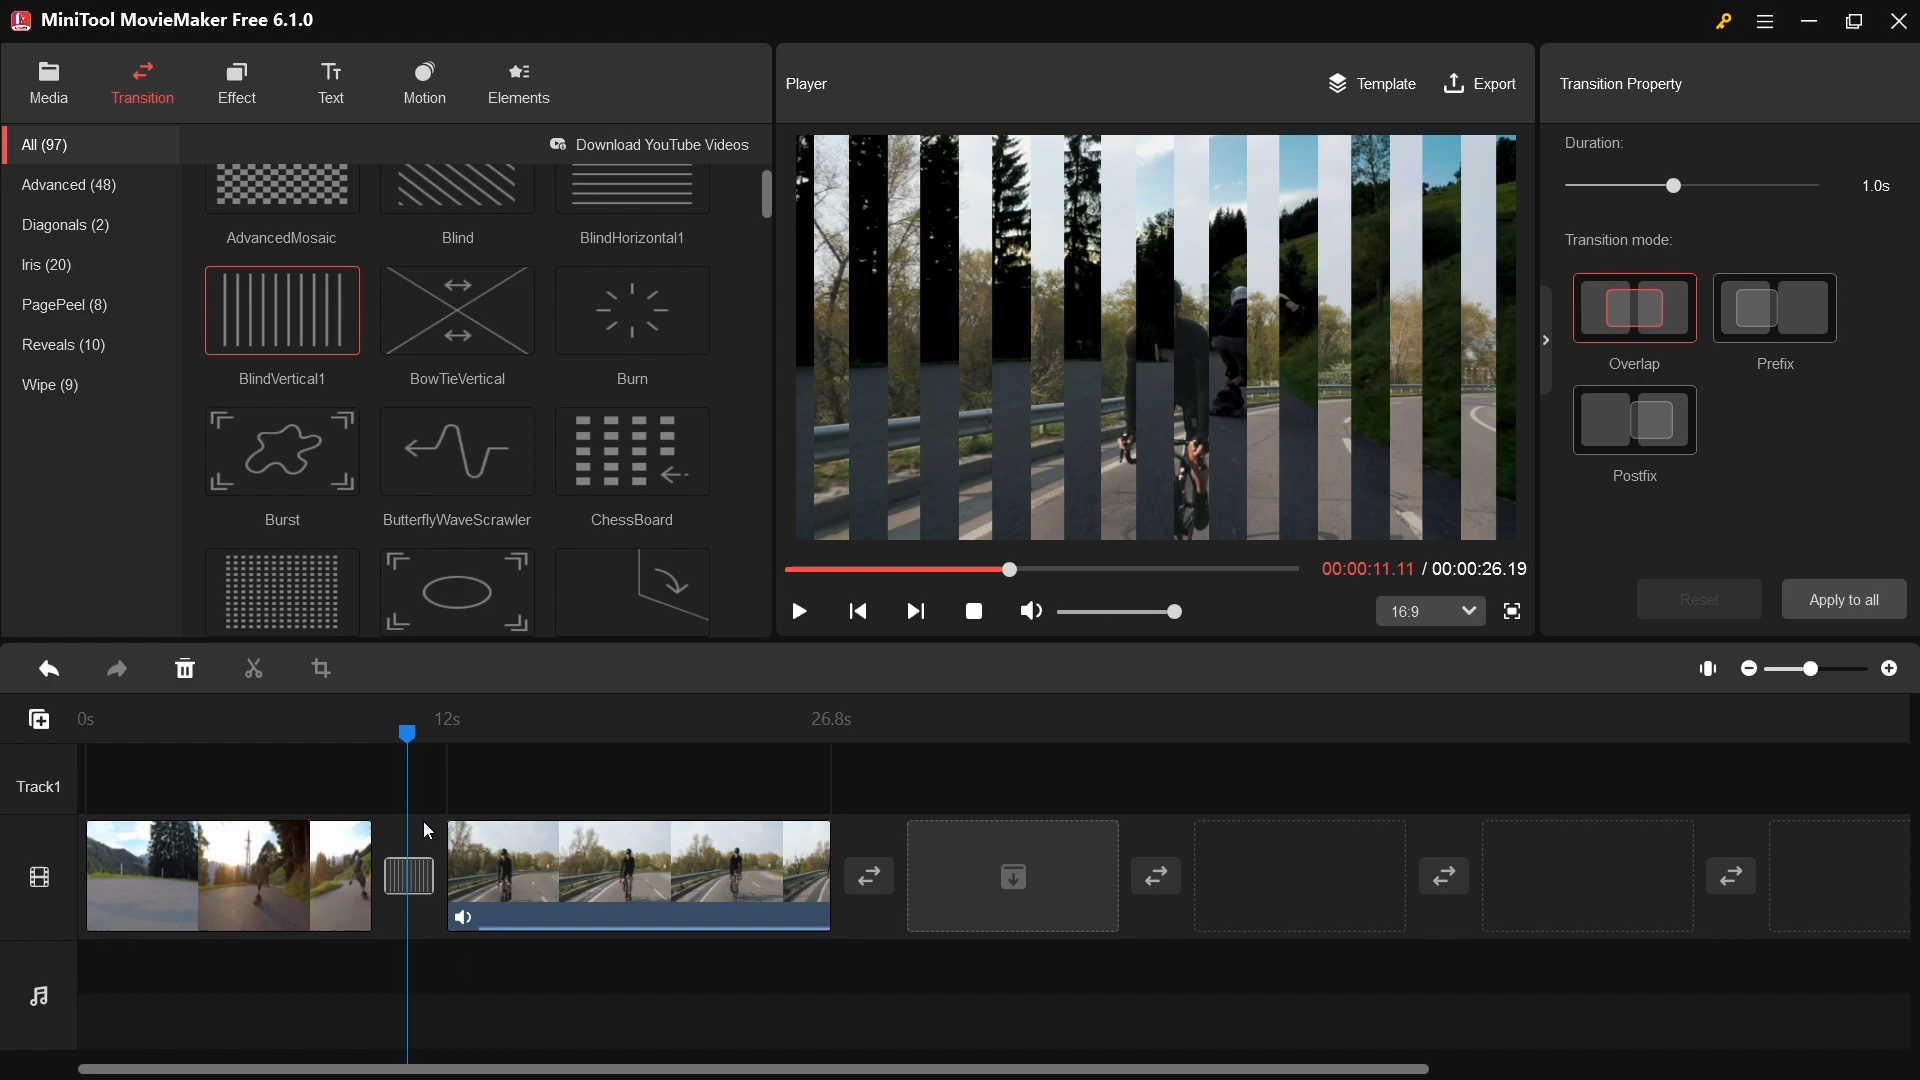 MiniTool MovieMaker Free 6.1.0
Media
Transition
Effect
Text
Motion
Elements
Player
Template
Export
Transition Property
All (97)
Download YouTube Videos
Advanced (48)
Diagonals (2)
Iris (20)
PagePeel (8)
Reveals (10)
Wipe (9)
AdvancedMosaic
Blind
BlindHorizontal1
BlindVertical1
BowTieVertical
Burn
Burst
ButterflyWaveScrawler
ChessBoard
00:00:11.11 / 00:00:26.19
16:9
Duration:
1.0s
Transition mode:
Overlap
Prefix
Postfix
Reset
Apply to all
0s
12s
26.8s
Track1